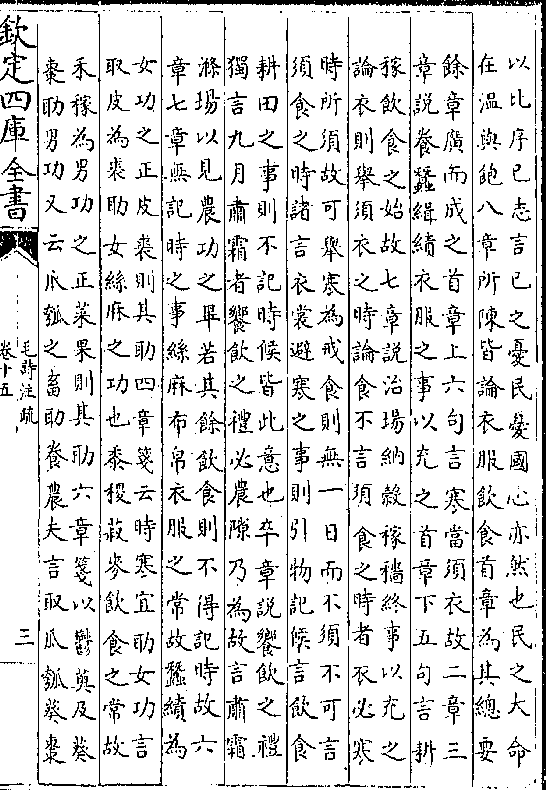 以比序已志言已之憂民憂國心亦然也民之大命
在溫與飽八章所陳皆論衣服飲食首章為其總要
餘章廣而成之首章上六句言寒當須衣故二章三
章説養蠶緝績衣服之事以充之首章下五句言耕
稼飲食之始故七章説治場納穀稼穡終事以充之
論衣則舉須衣之時論食不言須食之時者衣必寒
時所須故可舉寒為戒食則無一日而不須不可言
須食之時諸言衣裳避寒之事則引物記候言飲食
耕田之事則不記時候皆此意也卒章説饗飲之禮
獨言九月肅霜者饗飲之禮必農隙乃為故言肅霜
滌場以見農功之畢若其餘飲食則不得記時故六
章七章無記時之事絲麻布帛衣服之常故蠶績為
女功之正皮裘則其助四章箋云時寒宜助女功言
取皮為裘助女絲麻之功也黍稷菽麥飲食之常故
禾稼為男功之正菜果則其助六章箋以鬱薁及葵
棗助男功又云瓜瓠之畜助養農夫言取瓜瓠葵棗
欽定四庫全書
毛詩注疏
卷十五
三